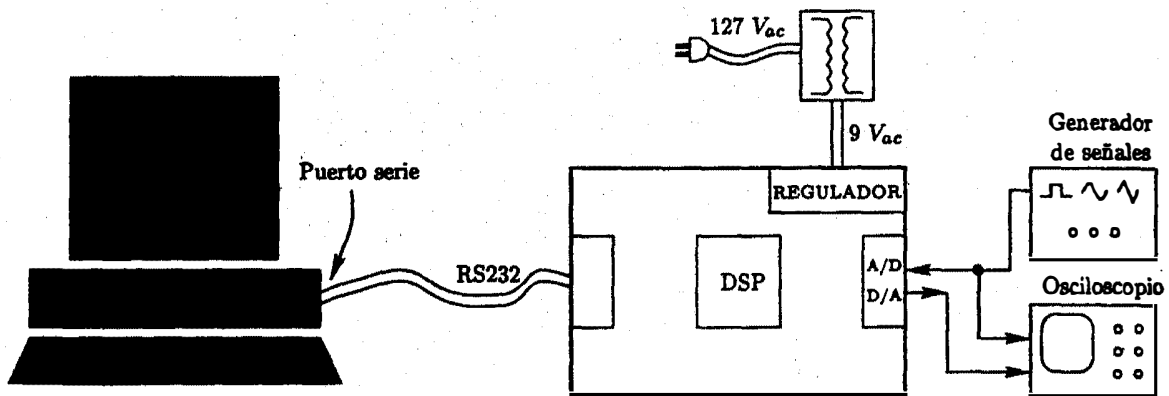 127 Vac
9 Vac
Generador
de señales
Puerto serie
REGULADOR
RS232
DSP
A/D
D/A
Osciloscopio